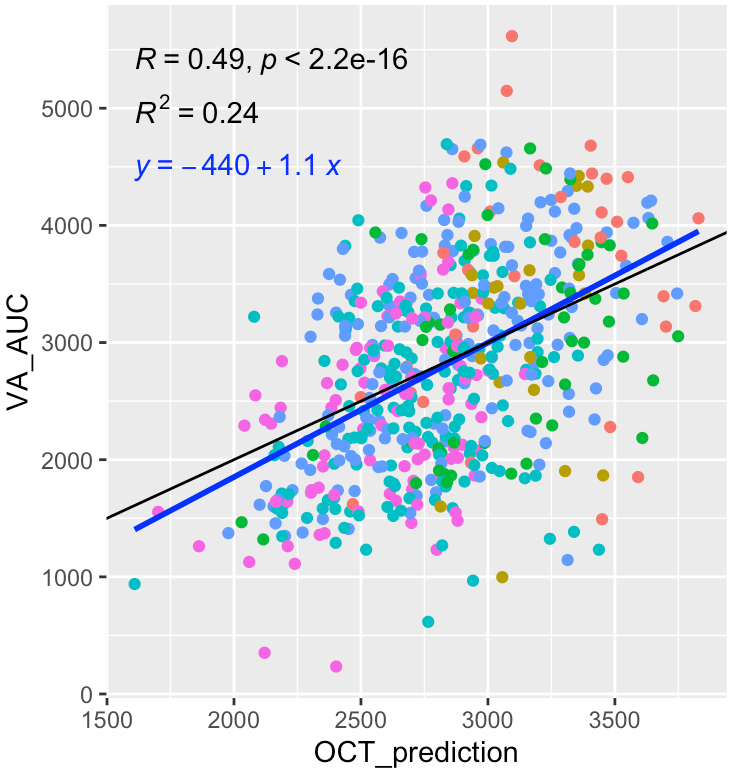 R = 0.49, p < 2.2e-16
R² = 0.24
y = − 440 + 1.1 x
VA_AUC
5000
4000
3000
2000
1000
0
1500 2000 2500 3000 3500
OCT_prediction